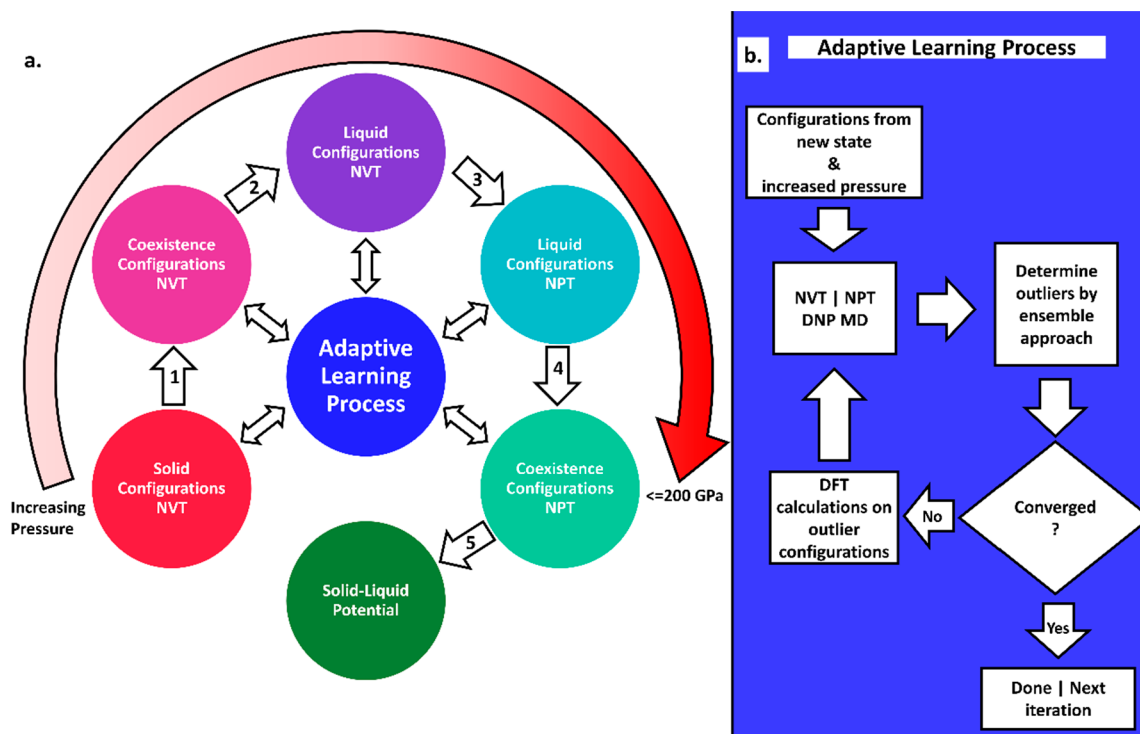 a.
Liquid
Configurations
NVT
2
3
Coexistence
Configurations
NVT
Liquid
Configurations
NPT
Adaptive
Learning
Process
1
4
Solid
Configurations
NVT
Coexistence
Configurations
NPT
Increasing
Pressure
<=200 GPa
5
Solid-Liquid
Potential
b.
Adaptive Learning Process
Configurations from
new state
&
increased pressure
NVT | NPT
DNP MD
Determine
outliers by
ensemble
approach
Converged
?
No
DFT
calculations on
outlier
configurations
Yes
Done | Next
iteration